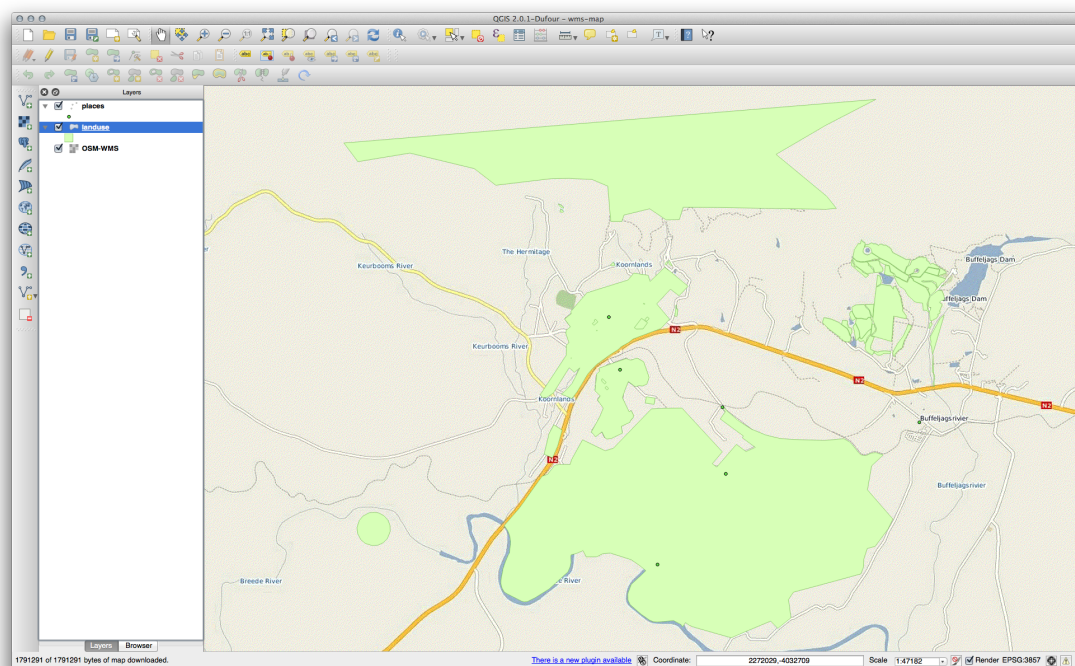 QGIS 2.0.1-Dufour - wms-map
Layers
places
landuse
OSM-WMS
The Hermitage
Keurbooms River
Koornlands
Buffeljags Dam
N2
Keurbooms River
N2
Koornlands
N2
Buffeljagsrivier
N2
Buffeljagsrivier
Breede River
River
Layers
Browser
1791291 of 1791291 bytes of map downloaded.
There is a new plugin available
Coordinate:
2272029,-4032709
Scale
1:47182
Render
EPSG:3857